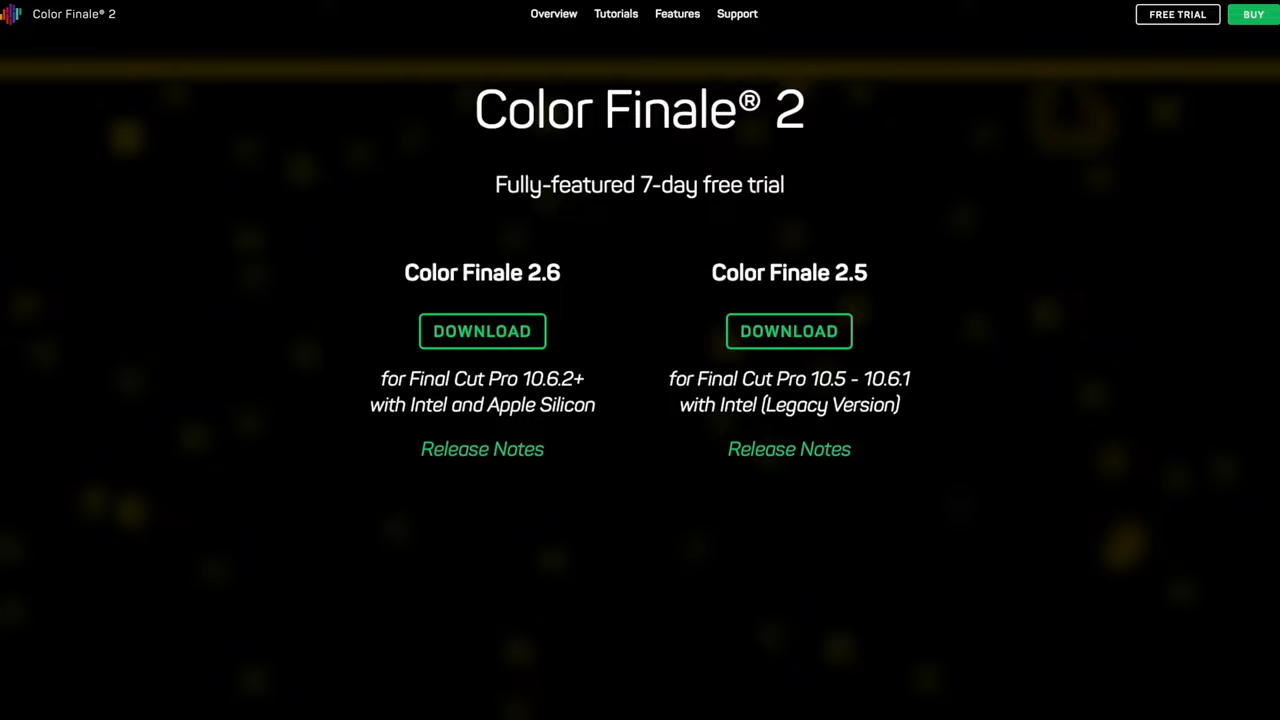 Color Finale® 2
Overview
Tutorials
Features
Support
FREE TRIAL
BUY
Color Finale® 2
Fully-featured 7-day free trial
Color Finale 2.6
DOWNLOAD
for Final Cut Pro 10.6.2+
with Intel and Apple Silicon
Release Notes
Color Finale 2.5
DOWNLOAD
for Final Cut Pro 10.5 - 10.6.1
with Intel (Legacy Version)
Release Notes